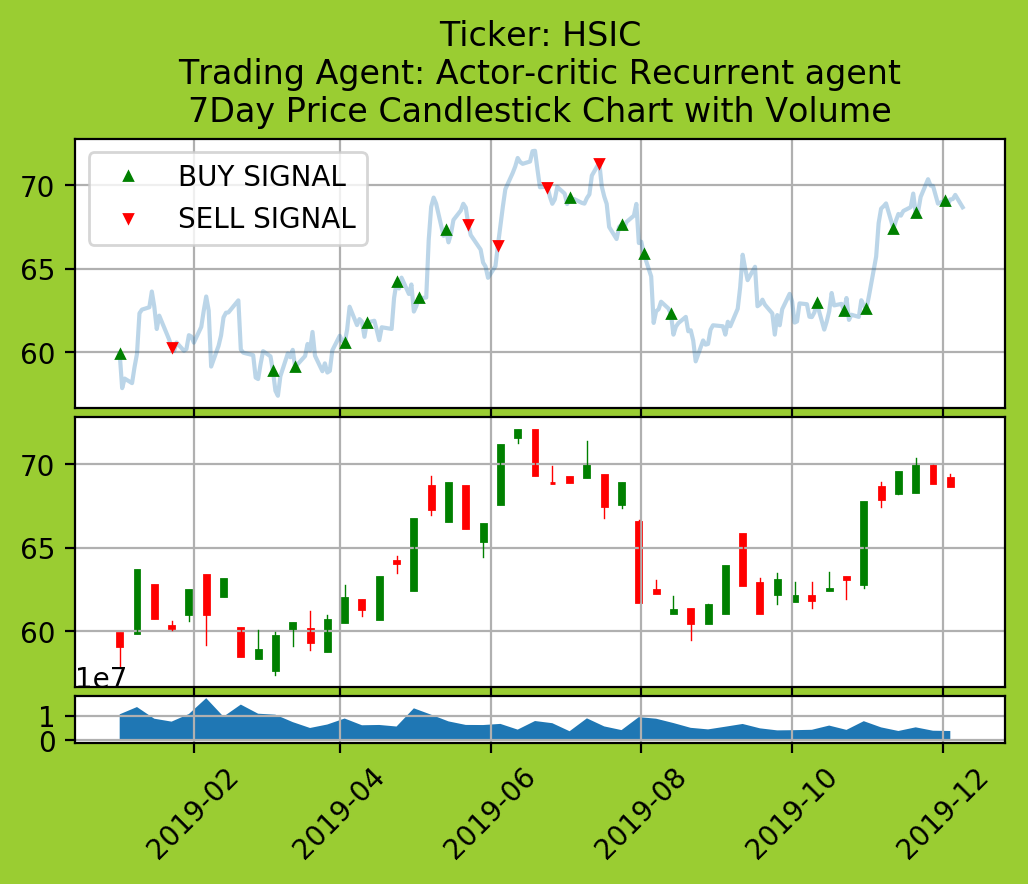 Ticker: HSIC
Trading Agent: Actor-critic Recurrent agent
7Day Price Candlestick Chart with Volume
BUY SIGNAL
SELL SIGNAL
70
65
60
70
65
60
1e7
1
0
2019-02
2019-04
2019-06
2019-08
2019-10
2019-12